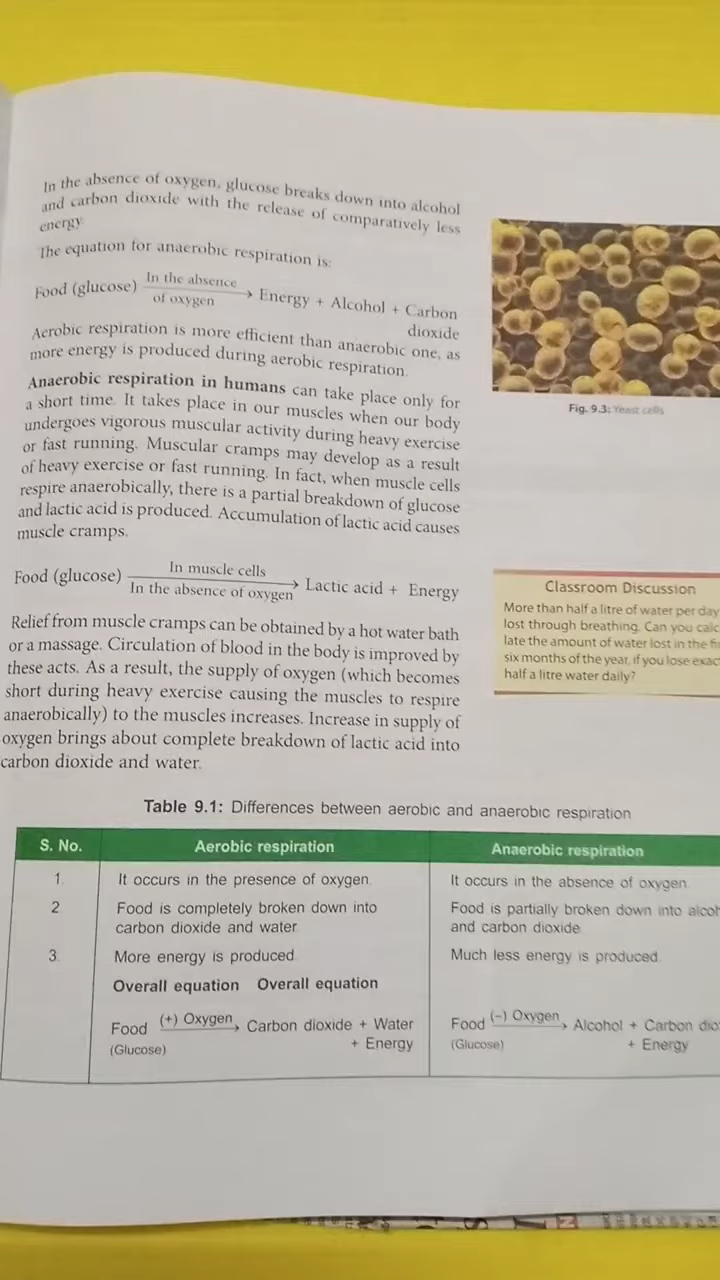 In the absence of oxygen, glucose breaks down into alcohol
and carbon dioxide with the release of comparatively less
energy
The equation for anaerobic respiration is:
Food (glucose) In the absence of oxygen → Energy + Alcohol + Carbon
dioxide
Aerobic respiration is more efficient than anaerobic one, as
more energy is produced during aerobic respiration.
Anaerobic respiration in humans can take place only for
a short time. It takes place in our muscles when our body
undergoes vigorous muscular activity during heavy exercise
or fast running. Muscular cramps may develop as a result
of heavy exercise or fast running. In fact, when muscle cells
respire anaerobically, there is a partial breakdown of glucose
and lactic acid is produced. Accumulation of lactic acid causes
muscle cramps.
Food (glucose) In muscle cells In the absence of oxygen → Lactic acid + Energy
Relief from muscle cramps can be obtained by a hot water bath
or a massage. Circulation of blood in the body is improved by
these acts. As a result, the supply of oxygen (which becomes
short during heavy exercise causing the muscles to respire
anaerobically) to the muscles increases. Increase in supply of
oxygen brings about complete breakdown of lactic acid into
carbon dioxide and water.
Fig. 9.3: Yeast cells
Classroom Discussion
More than half a litre of water per day
lost through breathing. Can you calc
late the amount of water lost in the fi
six months of the year, if you lose exac
half a litre water daily?
Table 9.1: Differences between aerobic and anaerobic respiration
S. No. Aerobic respiration Anaerobic respiration
1. It occurs in the presence of oxygen. It occurs in the absence of oxygen.
2. Food is completely broken down into Food is partially broken down into alcoh
carbon dioxide and water. and carbon dioxide.
3. More energy is produced. Much less energy is produced.
Overall equation Overall equation
Food (+) Oxygen → Carbon dioxide + Water Food (–) Oxygen → Alcohol + Carbon dio
(Glucose) + Energy (Glucose) + Energy